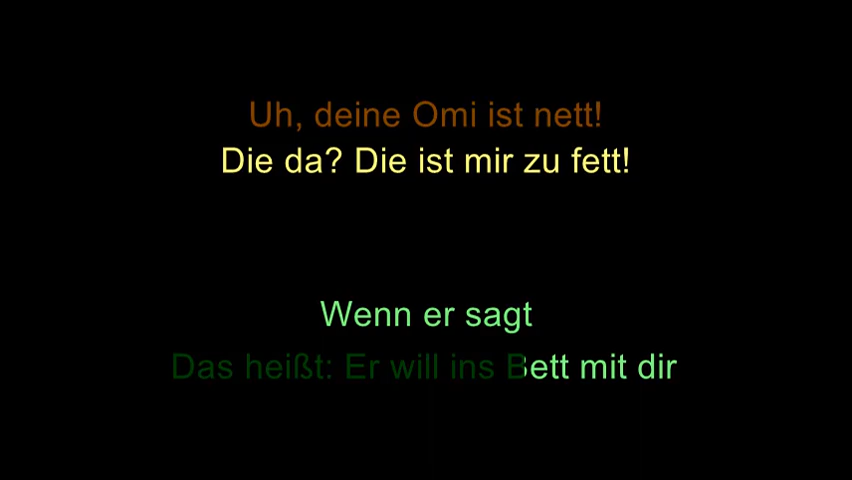 Uh, deine Omi ist nett!
Die da? Die ist mir zu fett!
Wenn er sagt
Das heißt: Er will ins Bett mit dir